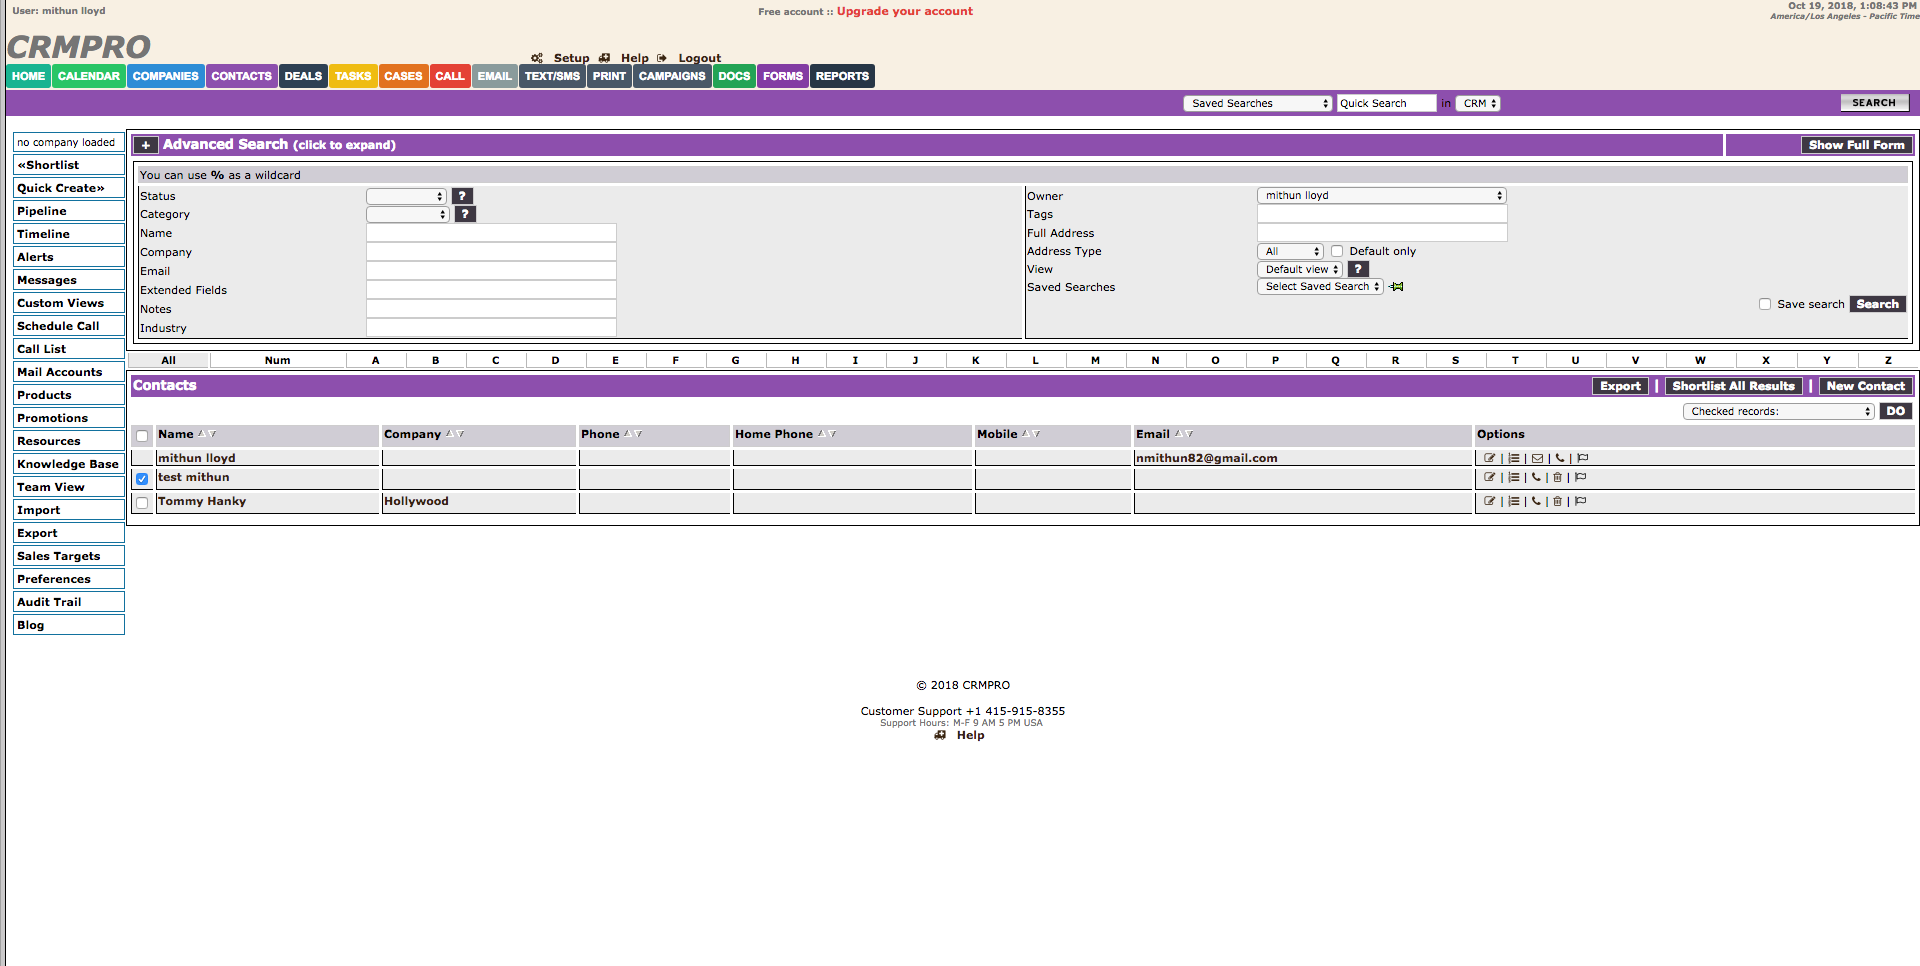 User: mithun lloyd
Free account :: Upgrade your account
Oct 19, 2018, 1:08:43 PM
America/Los Angeles - Pacific Time
CRMPRO
Setup Help Logout
HOME CALENDAR COMPANIES CONTACTS DEALS TASKS CASES CALL EMAIL TEXT/SMS PRINT CAMPAIGNS DOCS FORMS REPORTS
Saved Searches Quick Search in CRM SEARCH
no company loaded
«Shortlist
Quick Create»
Pipeline
Timeline
Alerts
Messages
Custom Views
Schedule Call
Call List
Mail Accounts
Products
Promotions
Resources
Knowledge Base
Team View
Import
Export
Sales Targets
Preferences
Audit Trail
Blog
+ Advanced Search (click to expand) Show Full Form
You can use % as a wildcard
Status ?
Category ?
Name
Company
Email
Extended Fields
Notes
Industry
Owner mithun lloyd
Tags
Full Address
Address Type All Default only
View Default view ?
Saved Searches Select Saved Search
Save search Search
All Num A B C D E F G H I J K L M N O P Q R S T U V W X Y Z
Contacts Export | Shortlist All Results | New Contact
Checked records: DO
Name Company Phone Home Phone Mobile Email Options
mithun lloyd nmithun82@gmail.com | | | |
test mithun | | | |
Tommy Hanky Hollywood | | | |
© 2018 CRMPRO
Customer Support +1 415-915-8355
Support Hours: M-F 9 AM 5 PM USA
Help